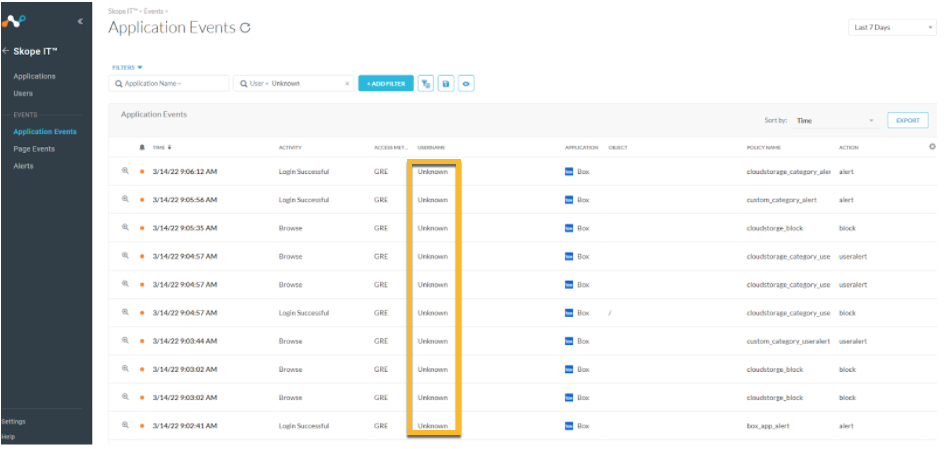 Skope IT™ > Events >
Application Events
Last 7 Days
Skope IT™
Applications
Users
EVENTS
Application Events
Page Events
Alerts
Settings
Help
FILTERS
Application Name =
User = Unknown ×
+ ADD FILTER
Application Events
Sort by: Time
EXPORT
TIME ACTIVITY ACCESS MET... USERNAME APPLICATION OBJECT POLICY NAME ACTION
3/14/22 9:06:12 AM Login Successful GRE Unknown Box cloudstorage_category_aler alert
3/14/22 9:05:56 AM Login Successful GRE Unknown Box custom_category_alert alert
3/14/22 9:05:35 AM Browse GRE Unknown Box cloudstorge_block block
3/14/22 9:04:57 AM Browse GRE Unknown Box cloudstorage_category_use useralert
3/14/22 9:04:57 AM Browse GRE Unknown Box cloudstorage_category_use useralert
3/14/22 9:04:57 AM Login Successful GRE Unknown Box / cloudstorage_category_use block
3/14/22 9:03:44 AM Browse GRE Unknown Box custom_category_useralert useralert
3/14/22 9:03:02 AM Browse GRE Unknown Box cloudstorge_block block
3/14/22 9:03:02 AM Browse GRE Unknown Box cloudstorge_block block
3/14/22 9:02:41 AM Login Successful GRE Unknown Box box_app_alert alert